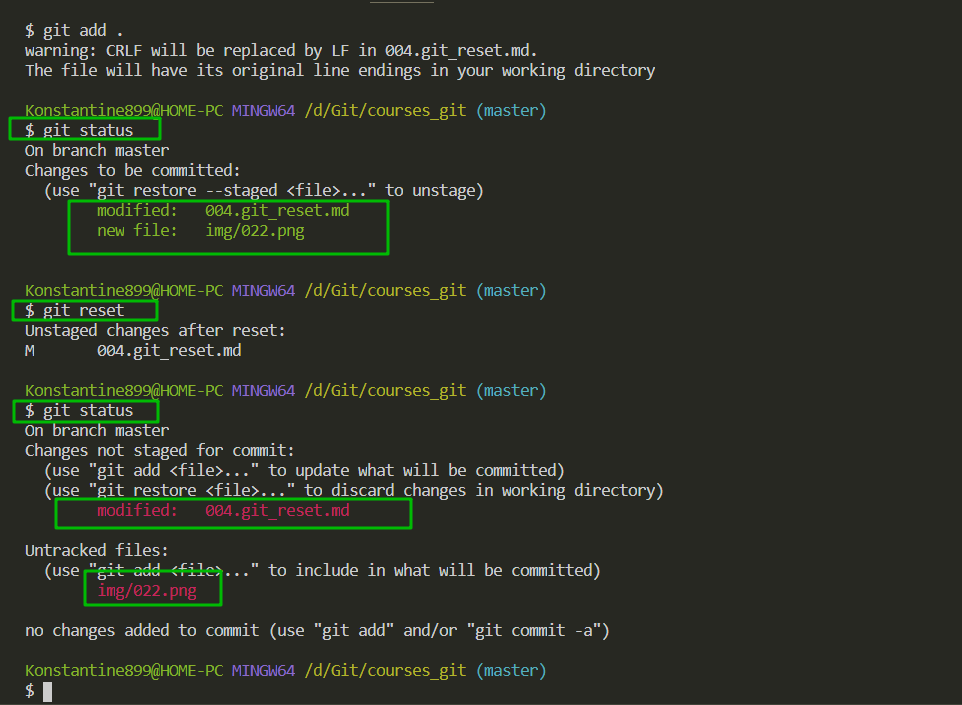 $ git add .
warning: CRLF will be replaced by LF in 004.git_reset.md.
The file will have its original line endings in your working directory
Konstantine899@HOME-PC MINGW64 /d/Git/courses_git (master)
$ git status
On branch master
Changes to be committed:
  (use "git restore --staged <file>..." to unstage)
        modified:   004.git_reset.md
        new file:   img/022.png
Konstantine899@HOME-PC MINGW64 /d/Git/courses_git (master)
$ git reset
Unstaged changes after reset:
M       004.git_reset.md
Konstantine899@HOME-PC MINGW64 /d/Git/courses_git (master)
$ git status
On branch master
Changes not staged for commit:
  (use "git add <file>..." to update what will be committed)
  (use "git restore <file>..." to discard changes in working directory)
        modified:   004.git_reset.md
Untracked files:
  (use "git add <file>..." to include in what will be committed)
        img/022.png
no changes added to commit (use "git add" and/or "git commit -a")
Konstantine899@HOME-PC MINGW64 /d/Git/courses_git (master)
$